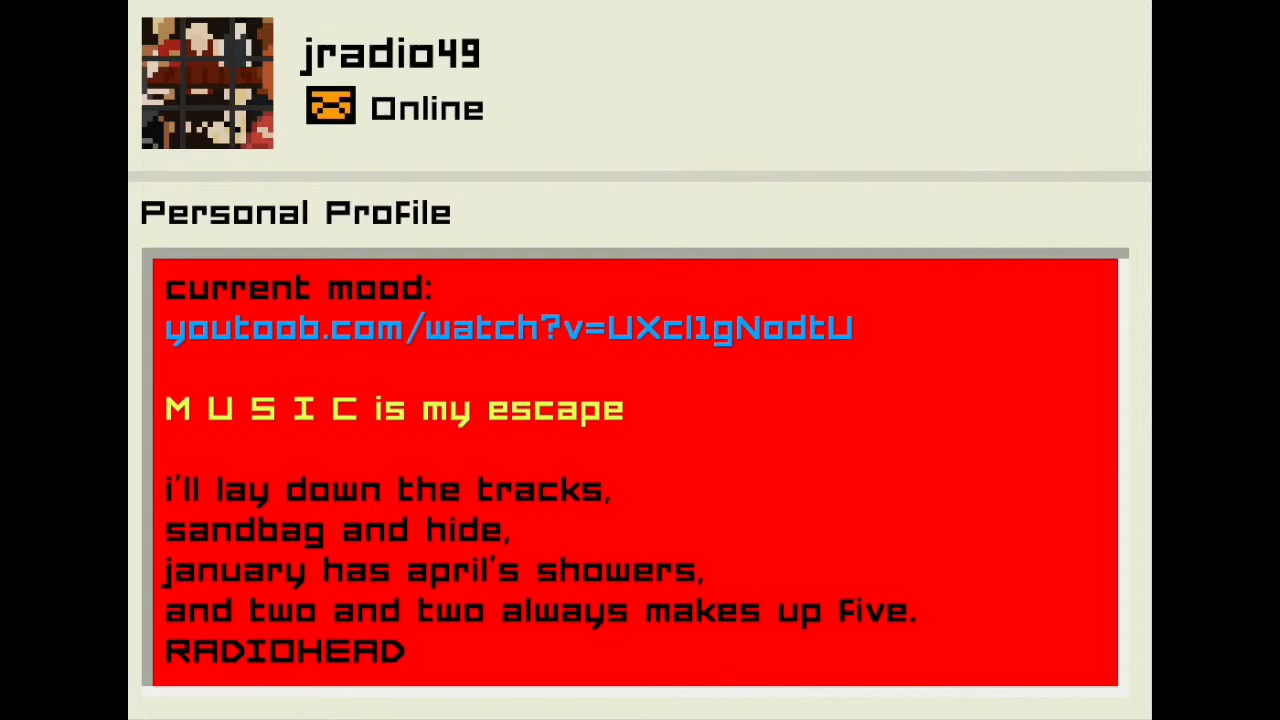 jradio49
Online
Personal Profile
current mood:
youtoob.com/watch?v=UXcl1gNodtU
M U S I C is my escape
i'll lay down the tracks,
sandbag and hide,
january has april's showers,
and two and two always makes up five.
RADIOHEAD